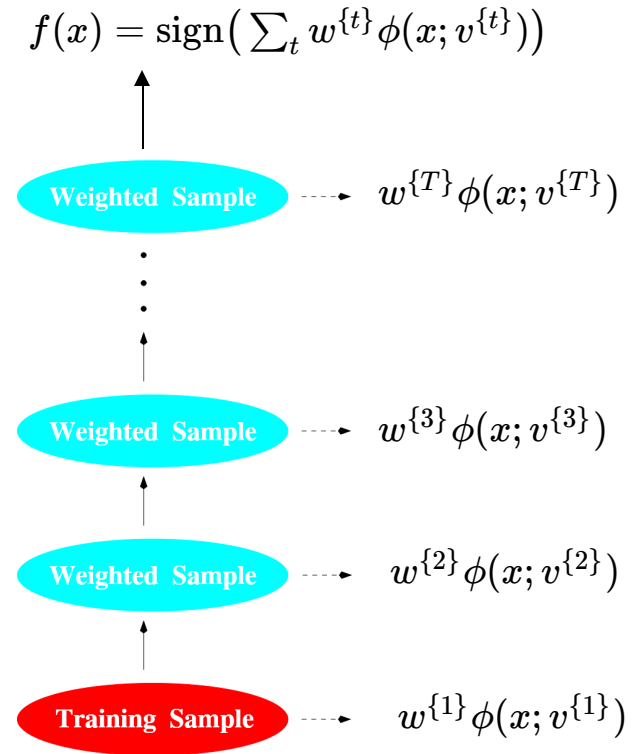 f(x) = sign( ∑_t w^{t} ϕ(x; v^{t}))
Weighted Sample w^{T} ϕ(x; v^{T})
Weighted Sample w^{3} ϕ(x; v^{3})
Weighted Sample w^{2} ϕ(x; v^{2})
Training Sample w^{1} ϕ(x; v^{1})